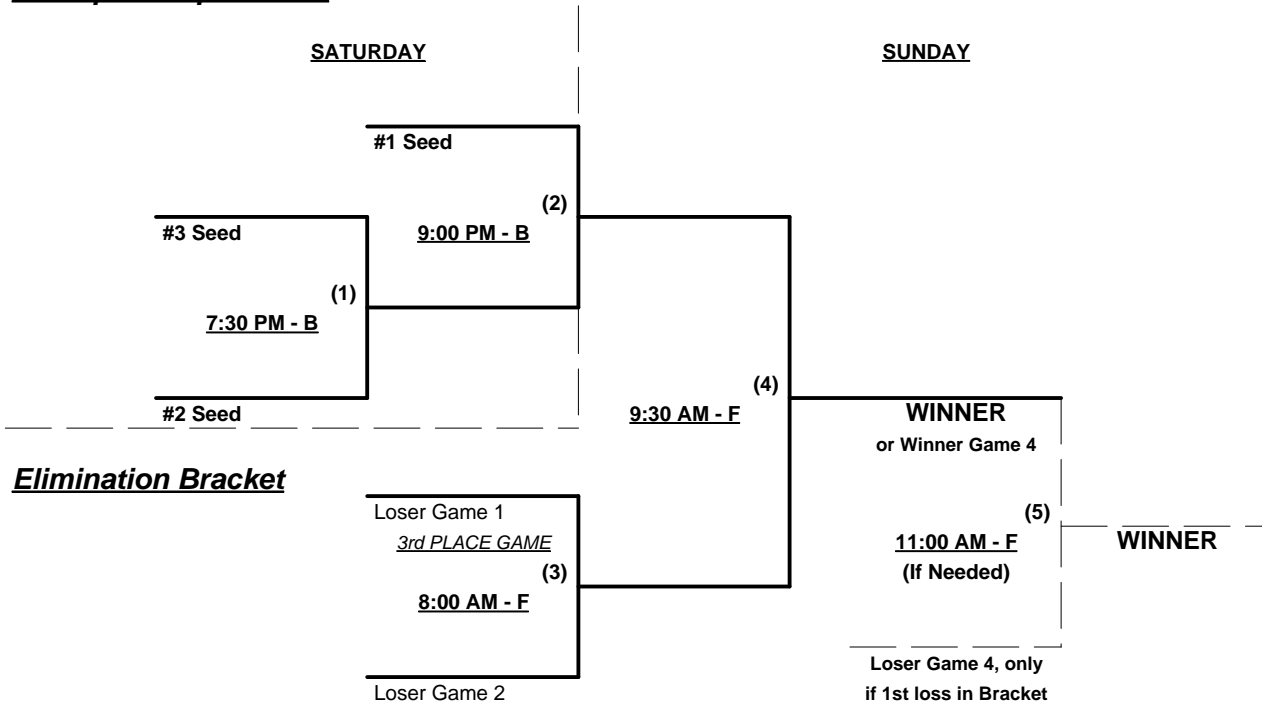 SATURDAY
SUNDAY
#1 Seed
(2)
9:00 PM - B
#3 Seed
(1)
7:30 PM - B
#2 Seed
(4)
9:30 AM - F
WINNER
or Winner Game 4
Elimination Bracket
Loser Game 1
3rd PLACE GAME
(3)
8:00 AM - F
Loser Game 2
(5)
11:00 AM - F
(If Needed)
WINNER
Loser Game 4, only
if 1st loss in Bracket